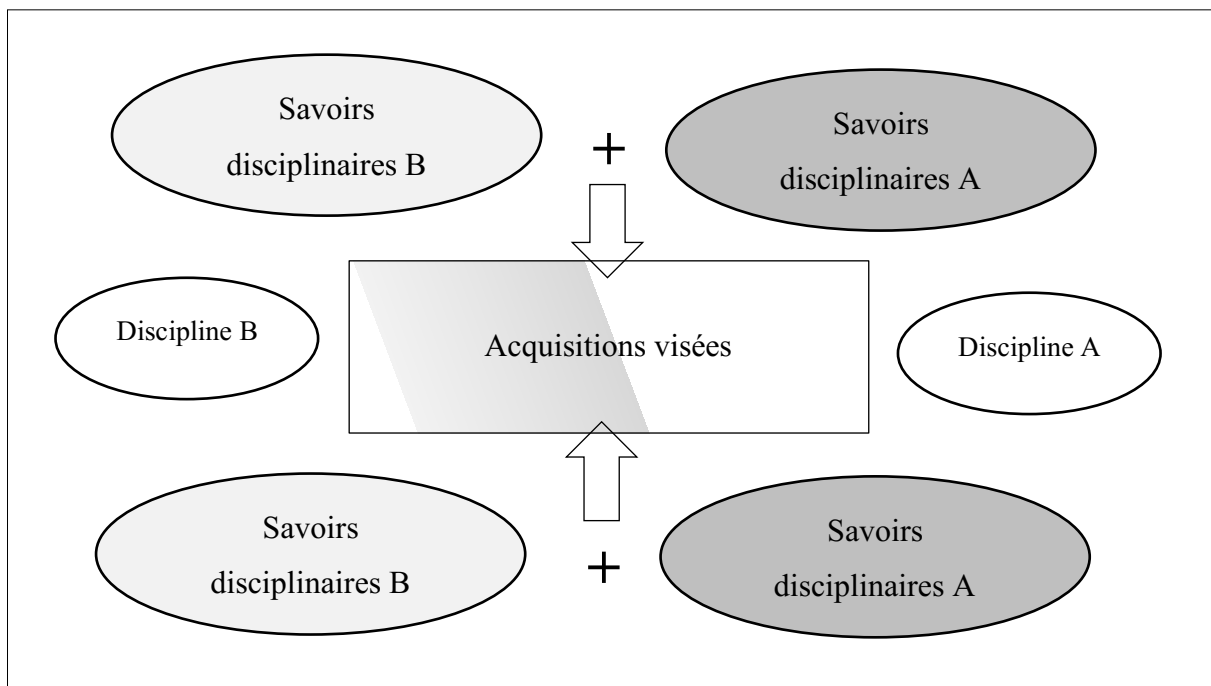 Savoirs
disciplinaires B
+
Savoirs
disciplinaires A
Discipline B
Acquisitions visées
Discipline A
Savoirs
disciplinaires B
+
Savoirs
disciplinaires A